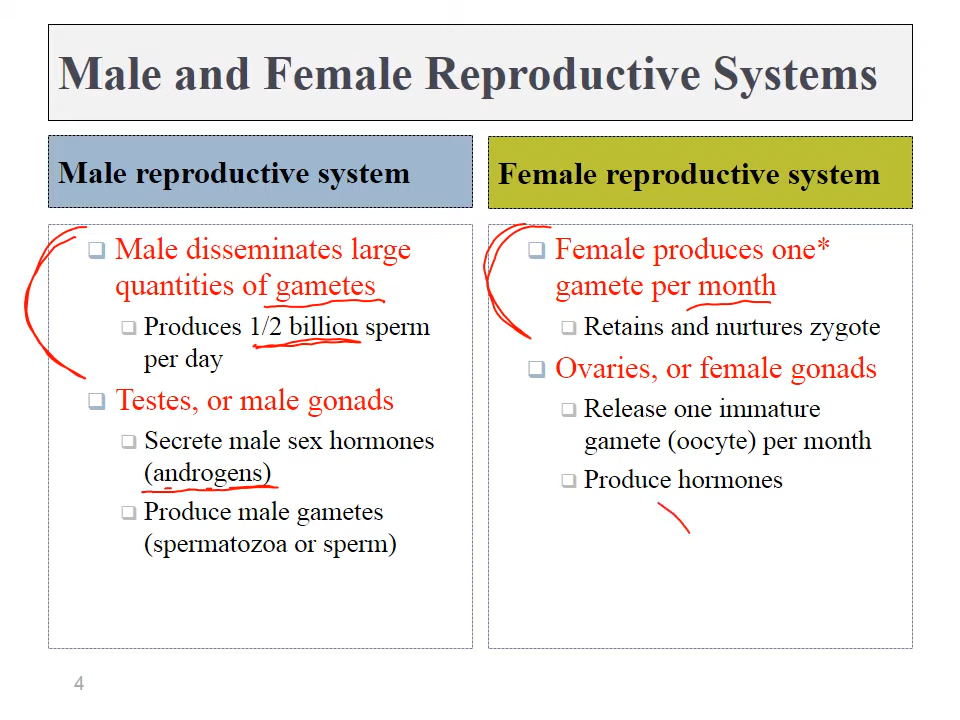 Male and Female Reproductive Systems
Male reproductive system
Male disseminates large
quantities of gametes
Produces 1/2 billion sperm
per day
Testes, or male gonads
Secrete male sex hormones
(androgens)
Produce male gametes
(spermatozoa or sperm)
Female reproductive system
Female produces one*
gamete per month
Retains and nurtures zygote
Ovaries, or female gonads
Release one immature
gamete (oocyte) per month
Produce hormones
4